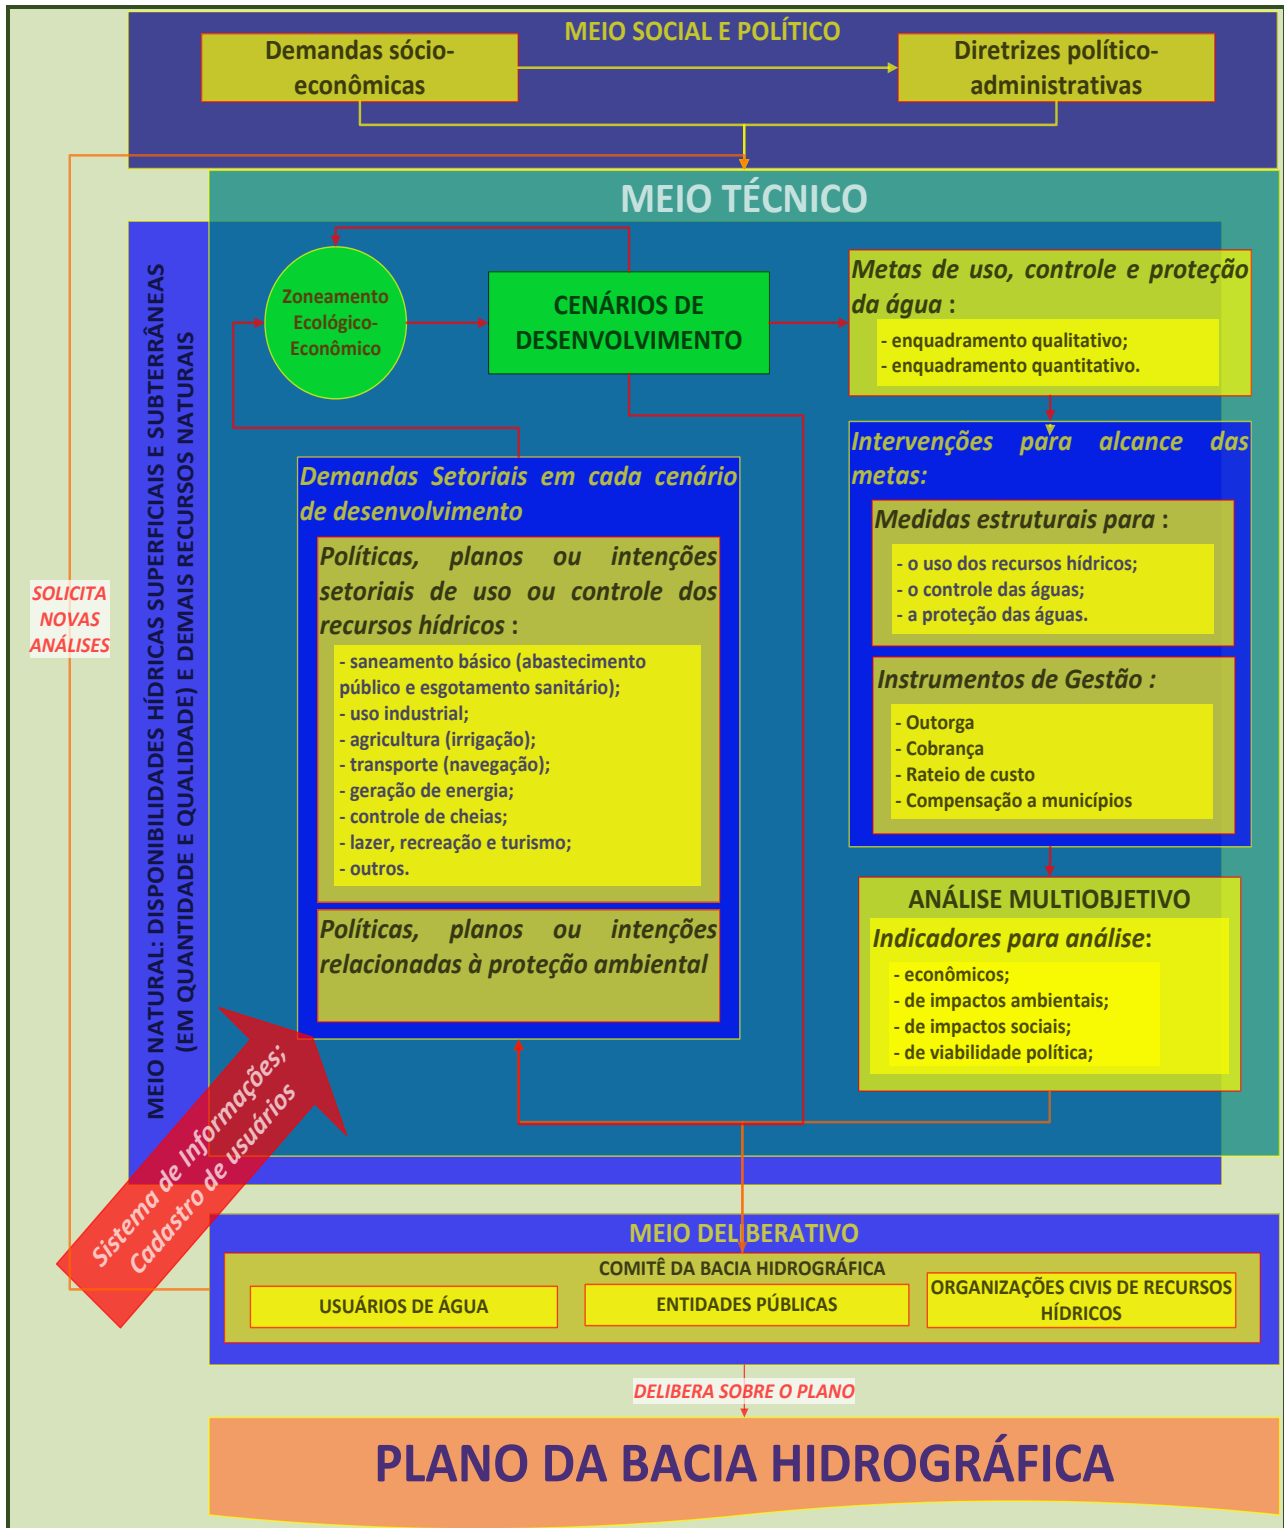 MEIO SOCIAL E POLÍTICO
Demandas sócio-
econômicas
Diretrizes político-
administrativas
MEIO TÉCNICO
MEIO NATURAL: DISPONIBILIDADES HÍDRICAS SUPERFICIAIS E SUBTERRÂNEAS
(EM QUANTIDADE E QUALIDADE) E DEMAIS RECURSOS NATURAIS
Zoneamento
Ecológico-
Econômico
CENÁRIOS DE
DESENVOLVIMENTO
Metas de uso, controle e proteção
da água :
- enquadramento qualitativo;
- enquadramento quantitativo.
Intervenções para alcance das
metas:
Medidas estruturais para :
- o uso dos recursos hídricos;
- o controle das águas;
- a proteção das águas.
Instrumentos de Gestão :
- Outorga
- Cobrança
- Rateio de custo
- Compensação a municípios
Demandas Setoriais em cada cenário
de desenvolvimento
Políticas, planos ou intenções
setoriais de uso ou controle dos
recursos hídricos :
- saneamento básico (abastecimento
público e esgotamento sanitário);
- uso industrial;
- agricultura (irrigação);
- transporte (navegação);
- geração de energia;
- controle de cheias;
- lazer, recreação e turismo;
- outros.
Políticas, planos ou intenções
relacionadas à proteção ambiental
ANÁLISE MULTIOBJETIVO
Indicadores para análise:
- econômicos;
- de impactos ambientais;
- de impactos sociais;
- de viabilidade política;
SOLICITA
NOVAS
ANÁLISES
Sistema de Informações;
Cadastro de usuários
MEIO DELIBERATIVO
COMITÊ DA BACIA HIDROGRÁFICA
USUÁRIOS DE ÁGUA
ENTIDADES PÚBLICAS
ORGANIZAÇÕES CIVIS DE RECURSOS
HÍDRICOS
DELIBERA SOBRE O PLANO
PLANO DA BACIA HIDROGRÁFICA